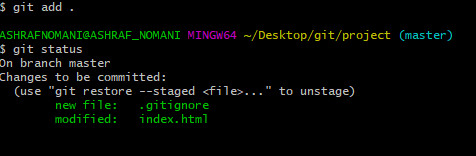 $ git add .
ASHRAFNOMANI@ASHRAF_NOMANI MINGW64 ~/Desktop/git/project (master)
$ git status
On branch master
Changes to be committed:
  (use "git restore --staged <file>..." to unstage)
        new file:   .gitignore
        modified:   index.html